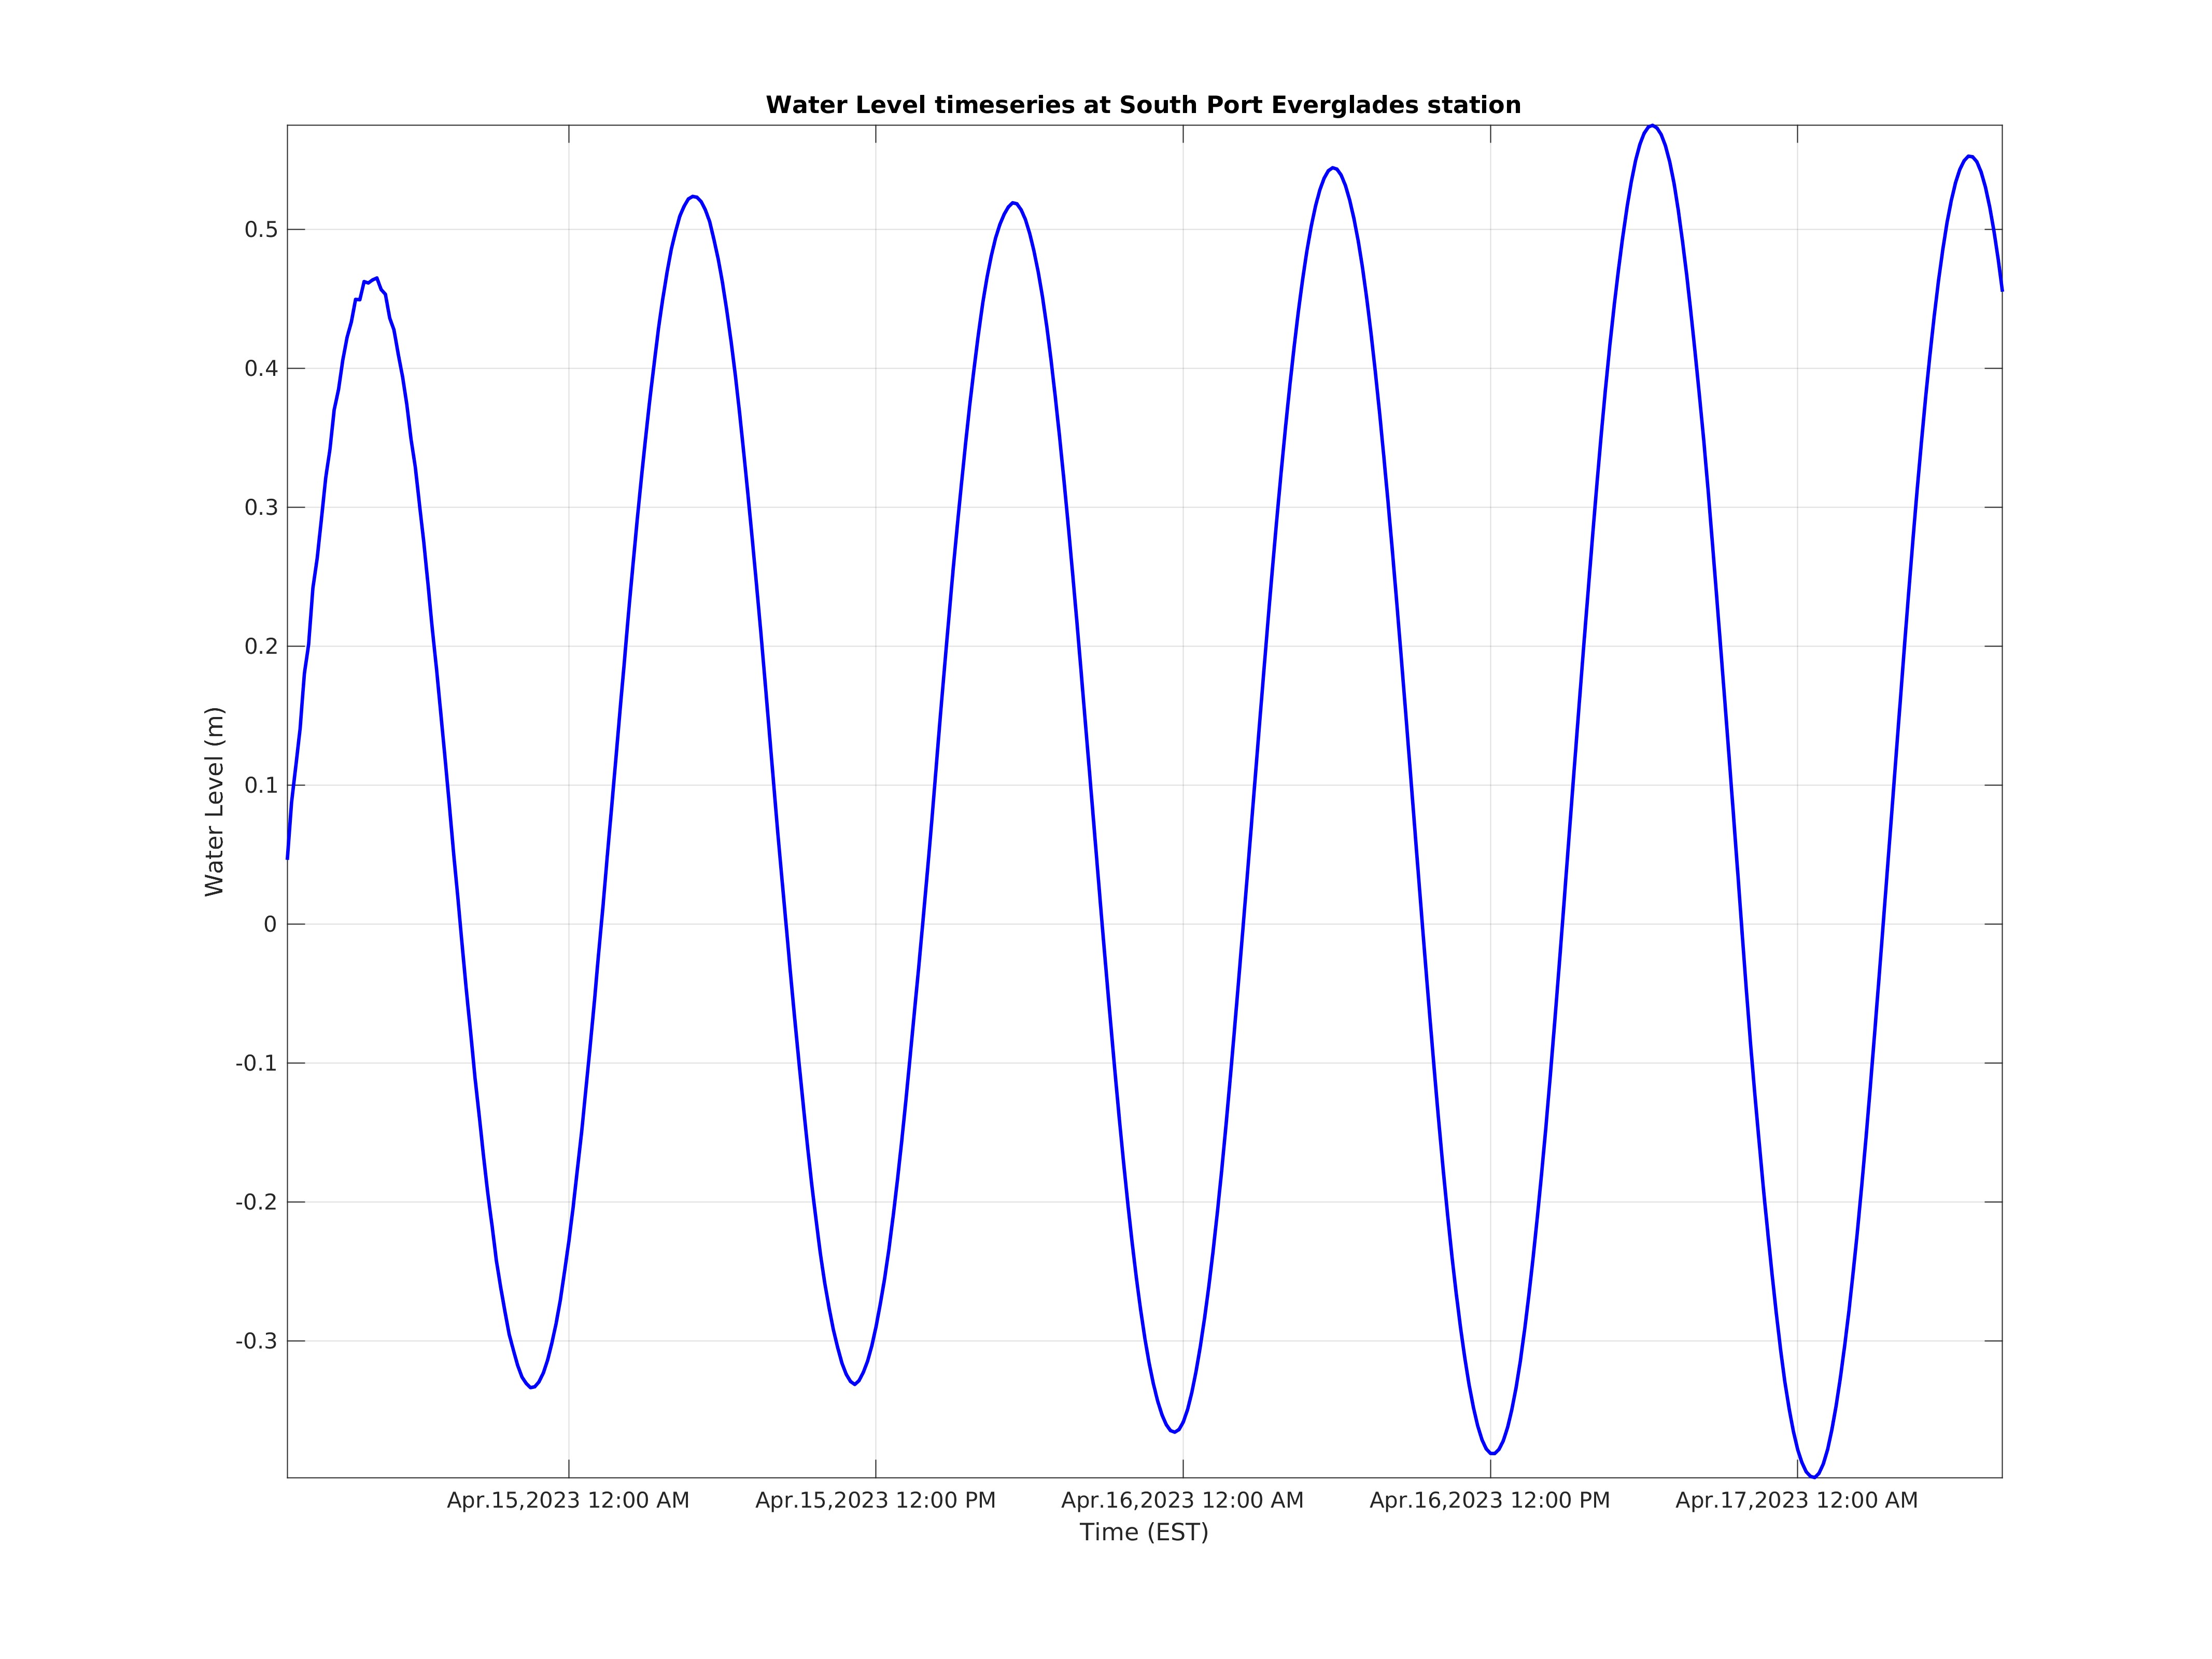 Water Level timeseries at South Port Everglades station
0.5
0.4
0.3
0.2
0.1
0
-0.1
-0.2
-0.3
Water Level (m)
Apr.15,2023 12:00 AM Apr.15,2023 12:00 PM Apr.16,2023 12:00 AM Apr.16,2023 12:00 PM Apr.17,2023 12:00 AM
Time (EST)